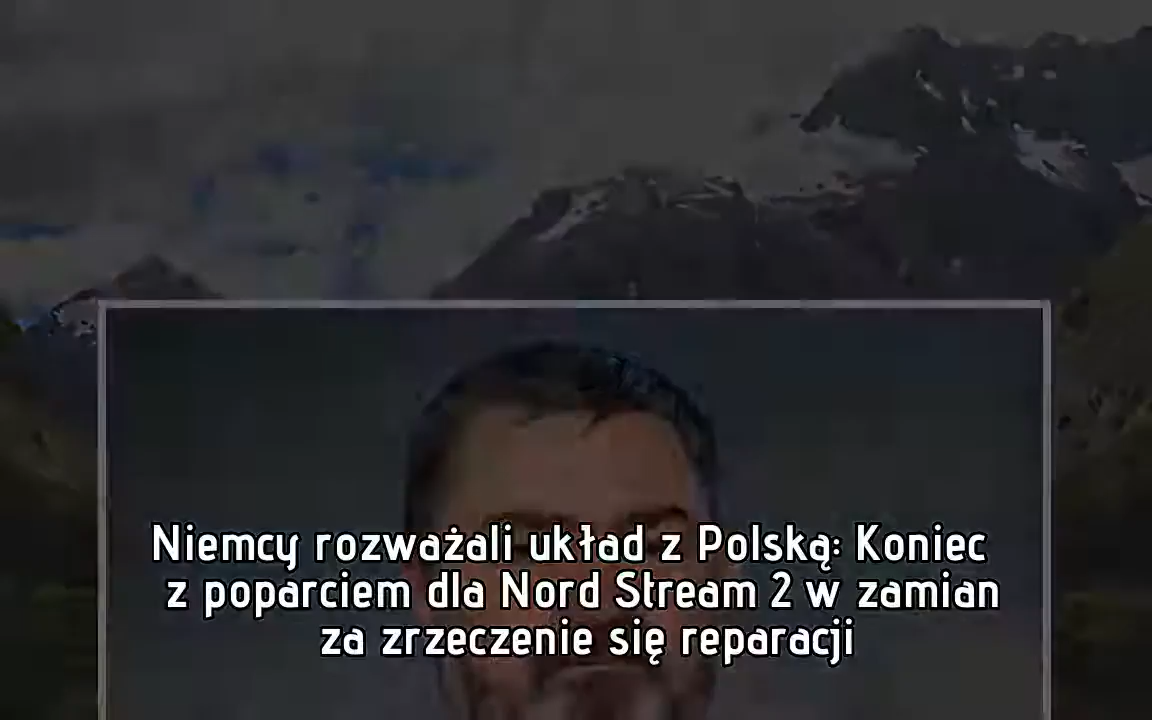 Niemcy rozważali układ z Polską: Koniec
z poparciem dla Nord Stream 2 w zamian
za zrzeczenie się reparacji